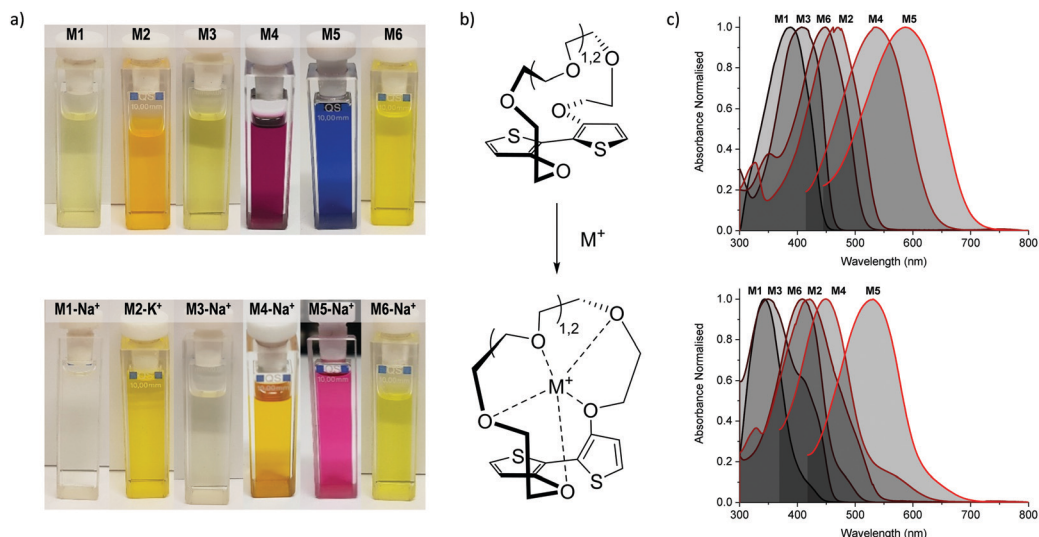 a)
M1 M2 M3 M4 M5 M6
QS
10,00mm
QS
10,00mm
QS
M1-Na⁺ M2-K⁺ M3-Na⁺ M4-Na⁺ M5-Na⁺ M6-Na⁺
QS
10,00mm
QS
QS
10,00mm
QS
b)
O
1,2
O
O
O
S
S
O
M⁺
O
1,2
O
M⁺
O
O
S
S
O
c)
M1 M3 M6 M2 M4 M5
Absorbance Normalised
1.0
0.8
0.6
0.4
0.2
0.0
300 400 500 600 700 800
Wavelength (nm)
M1 M3 M6 M2 M4 M5
Absorbance Normalised
1.0
0.8
0.6
0.4
0.2
0.0
300 400 500 600 700 800
Wavelength (nm)